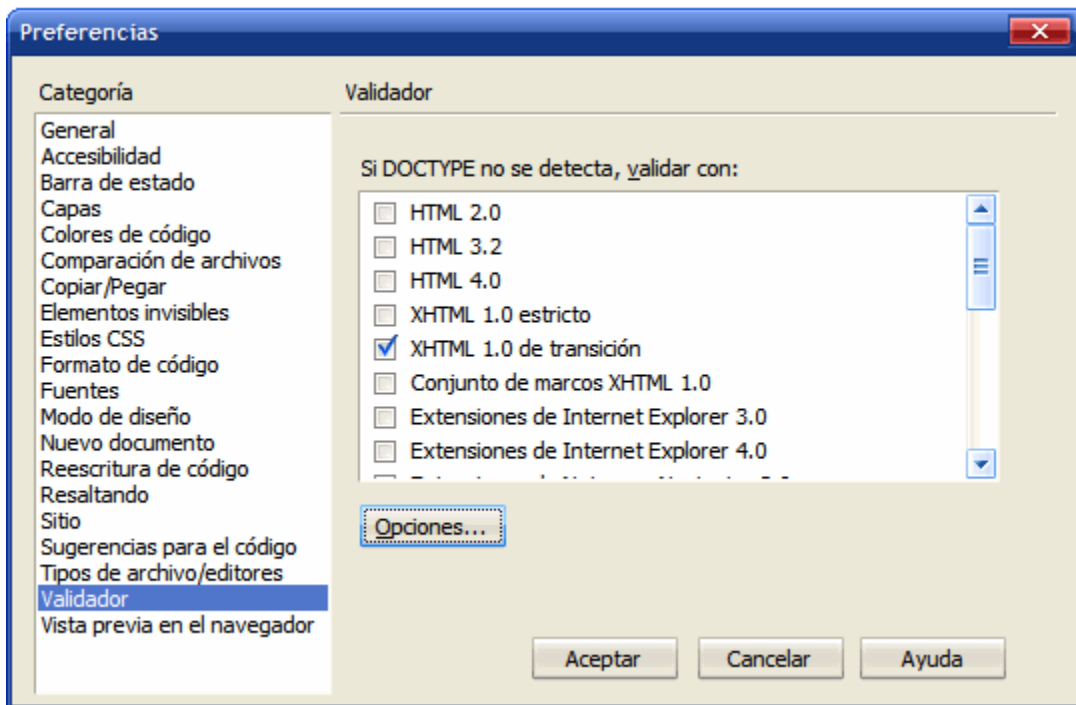 Preferencias
Categoría
Validador
General
Accesibilidad
Barra de estado
Capas
Colores de código
Comparación de archivos
Copiar/Pegar
Elementos invisibles
Estilos CSS
Formato de código
Fuentes
Modo de diseño
Nuevo documento
Reescritura de código
Resaltando
Sitio
Sugerencias para el código
Tipos de archivo/editores
Validador
Vista previa en el navegador
Si DOCTYPE no se detecta, validar con:
HTML 2.0
HTML 3.2
HTML 4.0
XHTML 1.0 estricto
XHTML 1.0 de transición
Conjunto de marcos XHTML 1.0
Extensiones de Internet Explorer 3.0
Extensiones de Internet Explorer 4.0
Opciones...
Aceptar
Cancelar
Ayuda